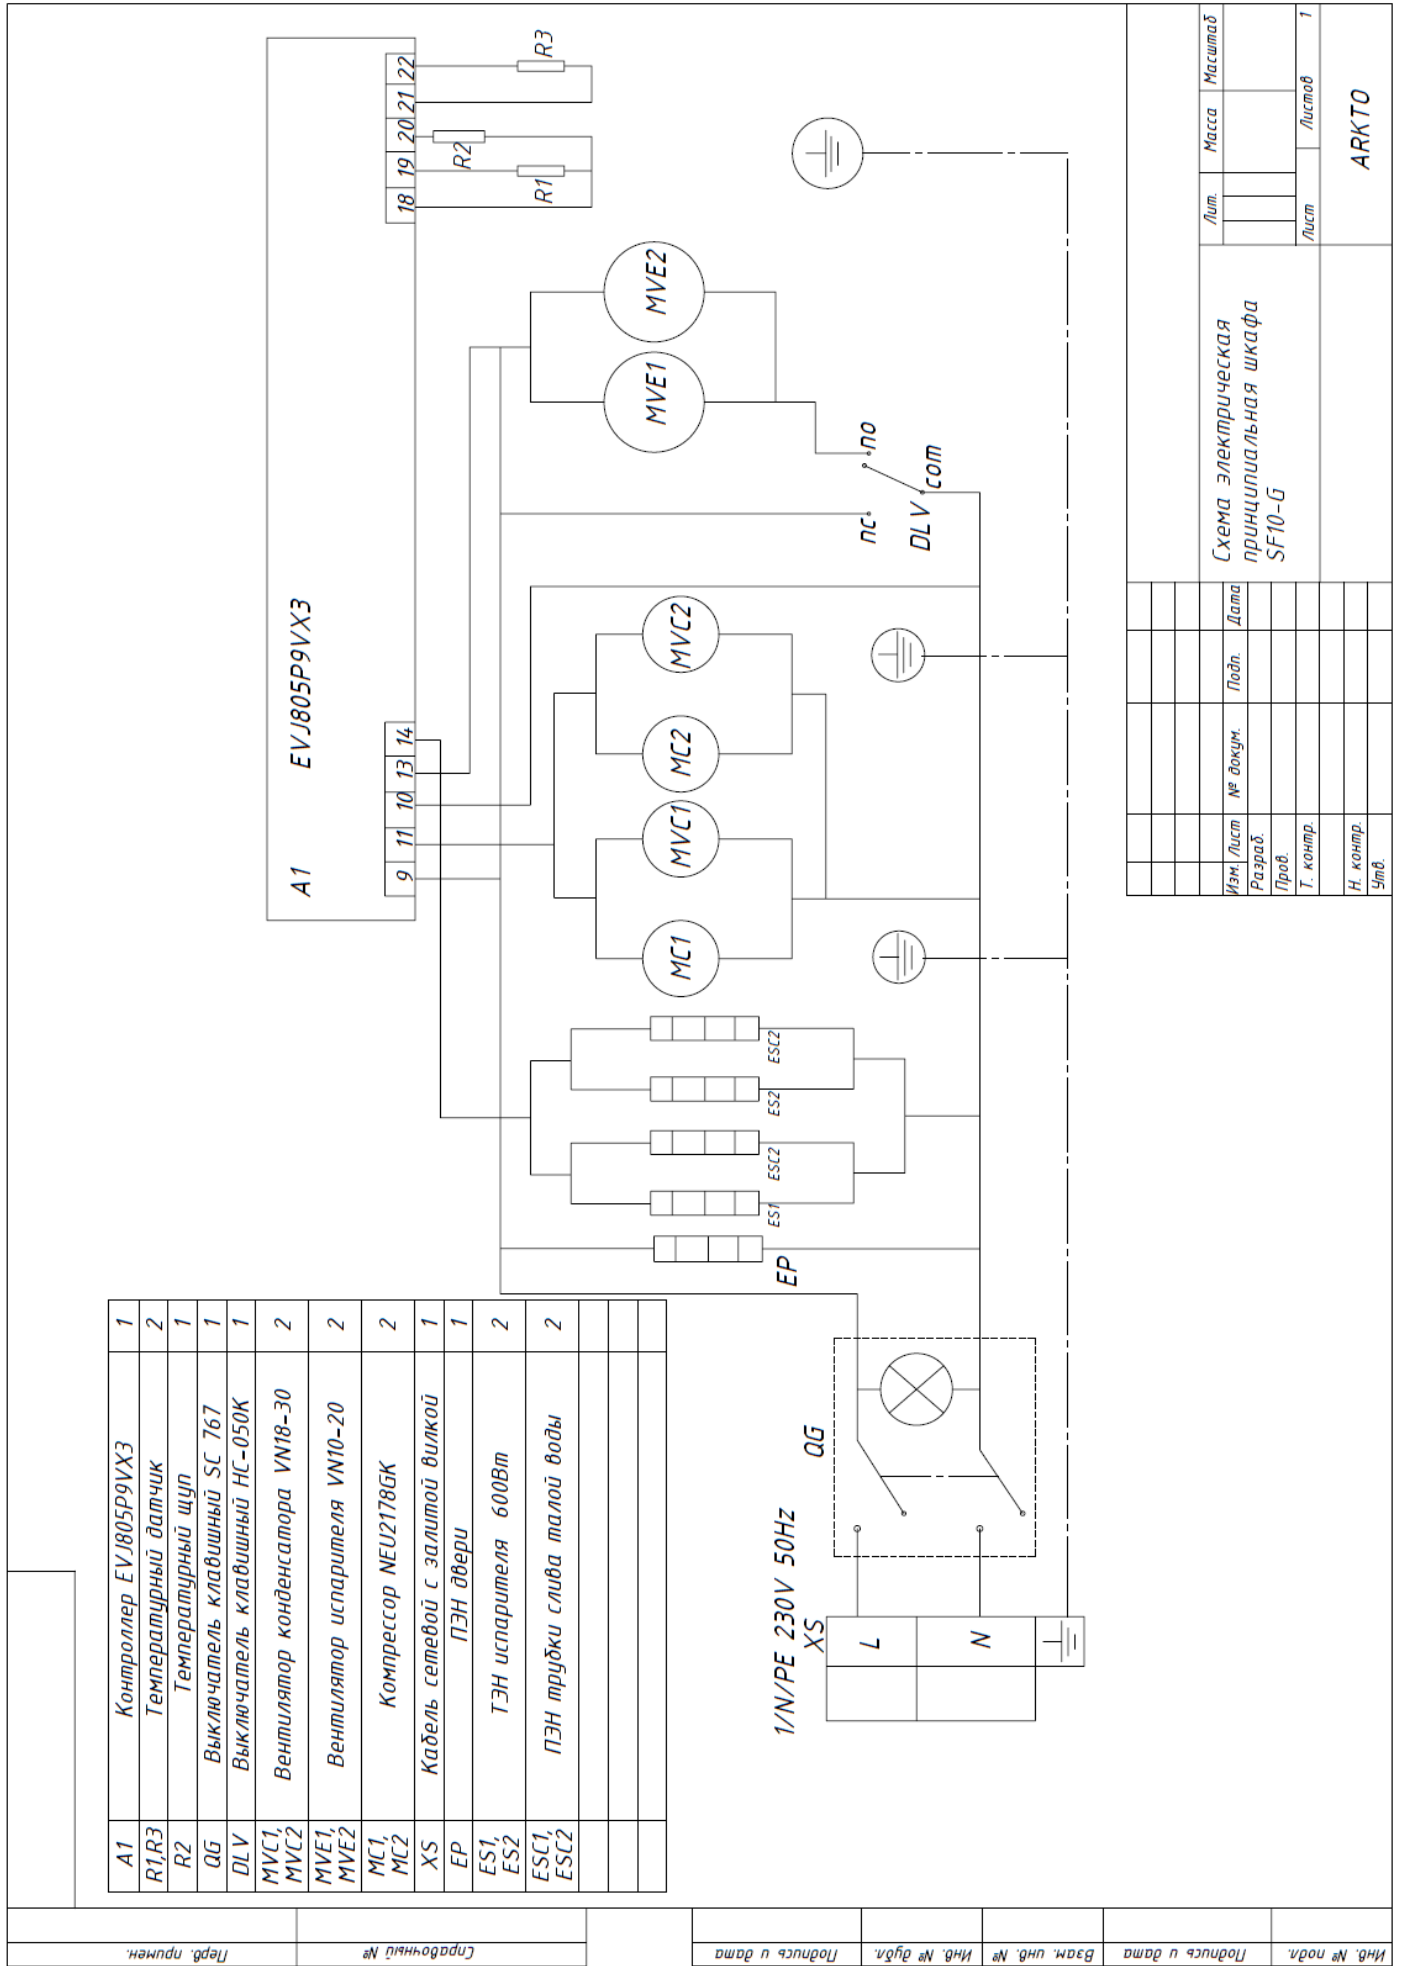 A1 Контроллер EVJ805P9VX3 1
R1,R3 Температурный датчик 2
R2 Температурный щуп 1
QG Выключатель клавишный SC 767 1
DLV Выключатель клавишный HC-050K 1
MVC1, MVC2 Вентилятор конденсатора VN18-30 2
MVE1, MVE2 Вентилятор испарителя VN10-20 2
MC1, MC2 Компрессор NEU2178GK 2
XS Кабель сетевой с залитой вилкой 1
EP ПЭН двери 1
ES1, ES2 ТЭН испарителя 600Вт 2
ESC1, ESC2 ПЭН трубки слива талой воды 2
A1 EVJ805P9VX3
9 11 10 13 14
18 19 20 21 22
R1
R2
R3
MC1 MVC1 MC2 MVC2
MVE1 MVE2
nc no
DLV com
ES1 ESC2 ES2 ESC2
EP
QG
1/N/PE 230V 50Hz
XS
L
N
Изм. Лист № докум. Подп. Дата
Разраб.
Пров.
Т. контр.
Н. контр.
Утв.
Схема электрическая
принципиальная шкафа
SF10-G
Лит. Масса Масштаб
Лист Листов 1
ARKTO
Перв. примен.
Справочный №
Подпись и дата
Инв. № дубл.
Взам. инв. №
Подпись и дата
Инв. № подл.